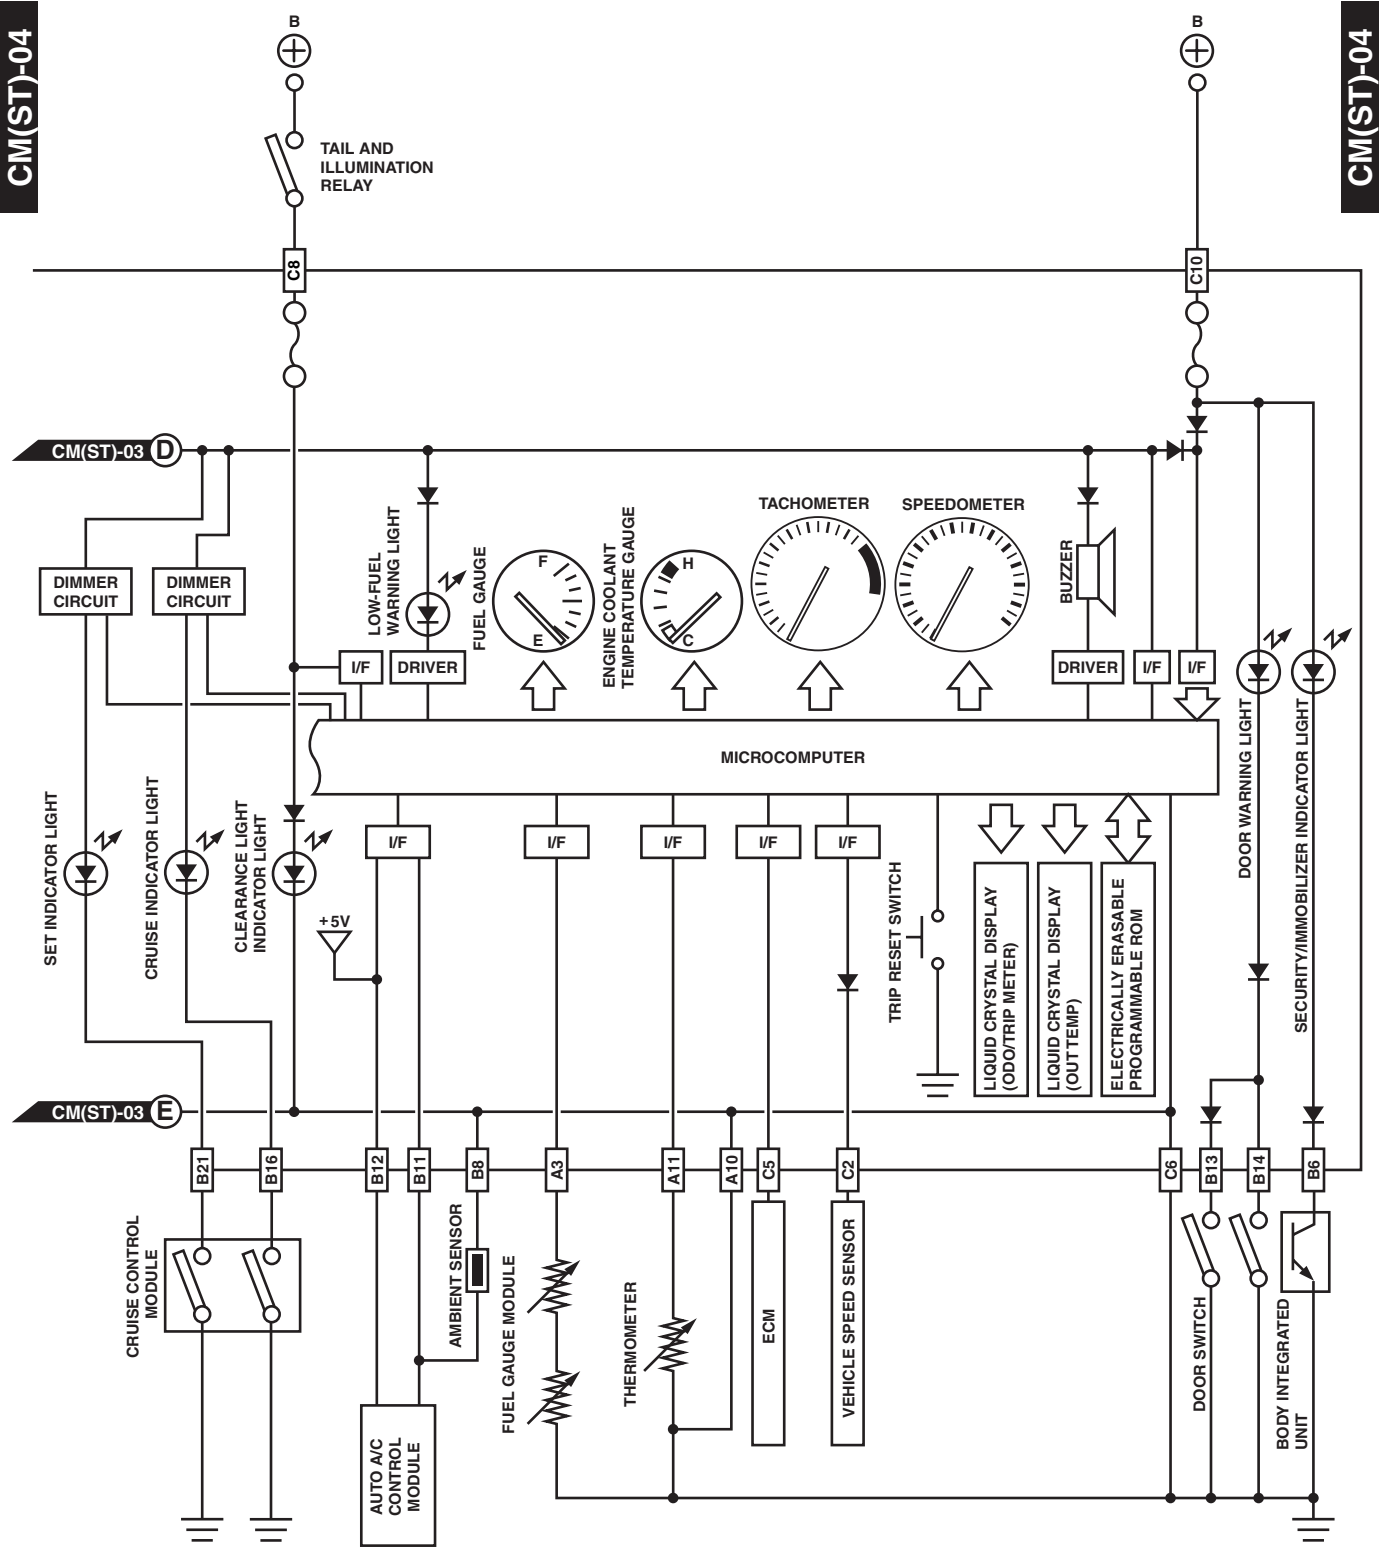 CM(ST)-04
CM(ST)-04
B
B
TAIL AND
ILLUMINATION
RELAY
C8
C10
CM(ST)-03 D
DIMMER
CIRCUIT
DIMMER
CIRCUIT
LOW-FUEL
WARNING LIGHT
FUEL GAUGE
F
E
ENGINE COOLANT
TEMPERATURE GAUGE
H
C
TACHOMETER
SPEEDOMETER
BUZZER
I/F
DRIVER
DRIVER
I/F
I/F
MICROCOMPUTER
SET INDICATOR LIGHT
CRUISE INDICATOR LIGHT
CLEARANCE LIGHT
INDICATOR LIGHT
I/F
I/F
I/F
I/F
I/F
+5V
TRIP RESET SWITCH
LIQUID CRYSTAL DISPLAY
(ODO/TRIP METER)
LIQUID CRYSTAL DISPLAY
(OUT TEMP)
ELECTRICALLY ERASABLE
PROGRAMMABLE ROM
DOOR WARNING LIGHT
SECURITY/IMMOBILIZER INDICATOR LIGHT
CM(ST)-03 E
B21
B16
B12
B11
B8
A3
A11
A10
C5
C2
C6
B13
B14
B6
CRUISE CONTROL
MODULE
AUTO A/C
CONTROL
MODULE
AMBIENT SENSOR
FUEL GAUGE MODULE
THERMOMETER
ECM
VEHICLE SPEED SENSOR
DOOR SWITCH
BODY INTEGRATED
UNIT